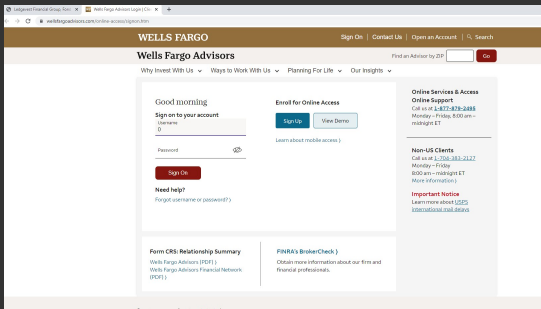 Ledgerent Financial Group, Fanni
Wells Fargo Advisors Login | Clie
wellsfargoadvisors.com/online-access/signon.htm
WELLS FARGO
Sign On | Contact Us | Open an Account | Search
Wells Fargo Advisors
Find an Advisor by ZIP
Go
Why Invest With Us
Ways to Work With Us
Planning For Life
Our Insights
Good morning
Sign on to your account
Username
0
Password
Sign On
Need help?
Forgot username or password? ⟩
Enroll for Online Access
Sign Up
View Demo
Learn about mobile access ⟩
Online Services & Access
Online Support
Call us at 1-877-879-2495
Monday – Friday, 8:00 am –
midnight ET
Non-US Clients
Call us at 1-704-383-2127
Monday – Friday
8:00 am – midnight ET
More information ⟩
Important Notice
Learn more about USPS
international mail delays
Form CRS: Relationship Summary
Wells Fargo Advisors (PDF) ⟩
Wells Fargo Advisors Financial Network
(PDF) ⟩
FINRA's BrokerCheck ⟩
Obtain more information about our firm and
financial professionals.